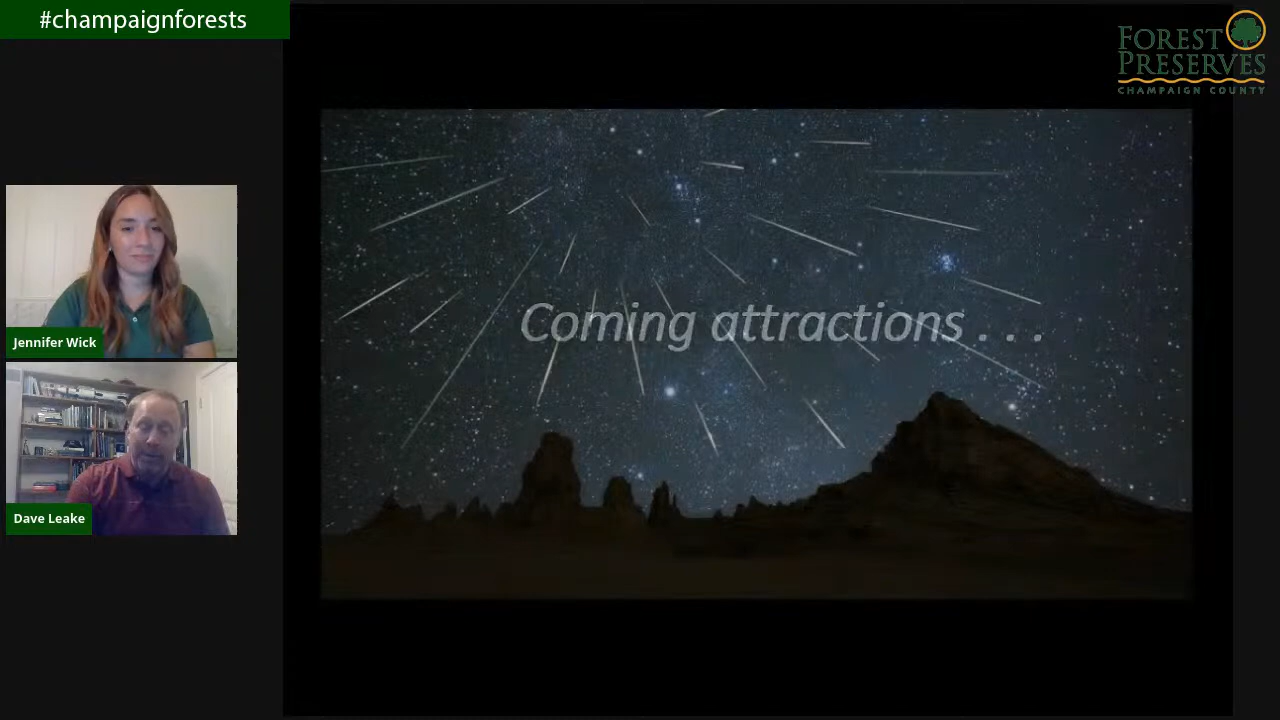 #champaignforests
FOREST
PRESERVES
CHAMPAIGN COUNTY
Jennifer Wick
Coming attractions . . .
Dave Leake